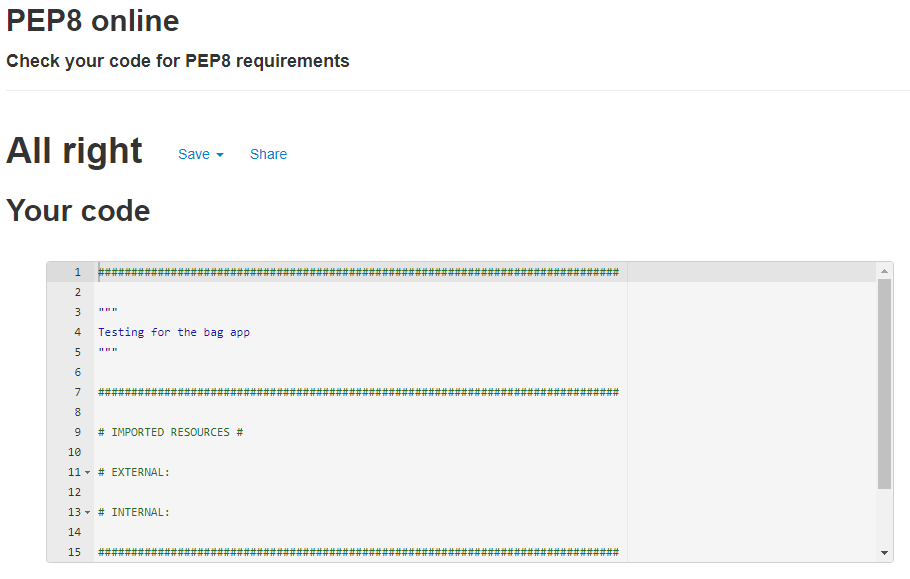 PEP8 online
Check your code for PEP8 requirements
All right Save Share
Your code
1 ###############################################################################
2
3 """
4 Testing for the bag app
5 """
6
7 ###############################################################################
8
9 # IMPORTED RESOURCES #
10
11 # EXTERNAL:
12
13 # INTERNAL:
14
15 ###############################################################################